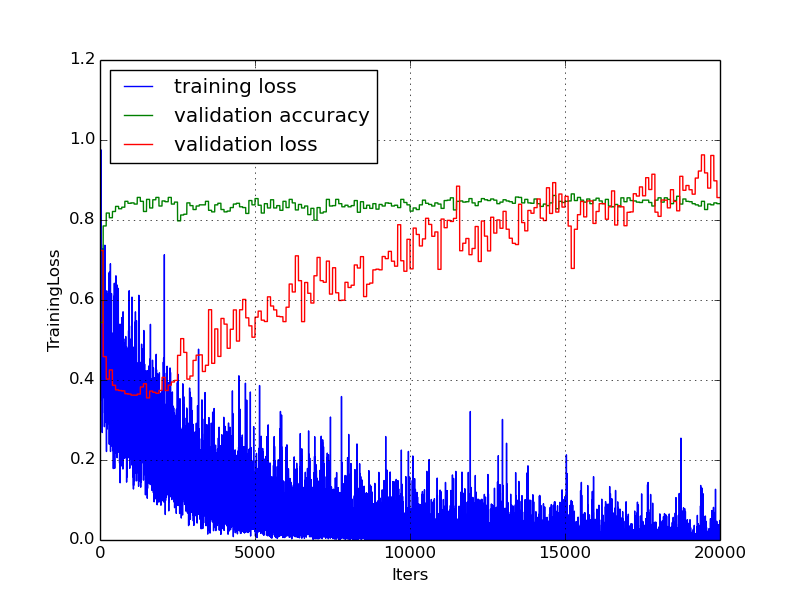 1.2
1.0
0.8
0.6
0.4
0.2
0.0
TrainingLoss
training loss
validation accuracy
validation loss
0
5000
10000
15000
20000
Iters